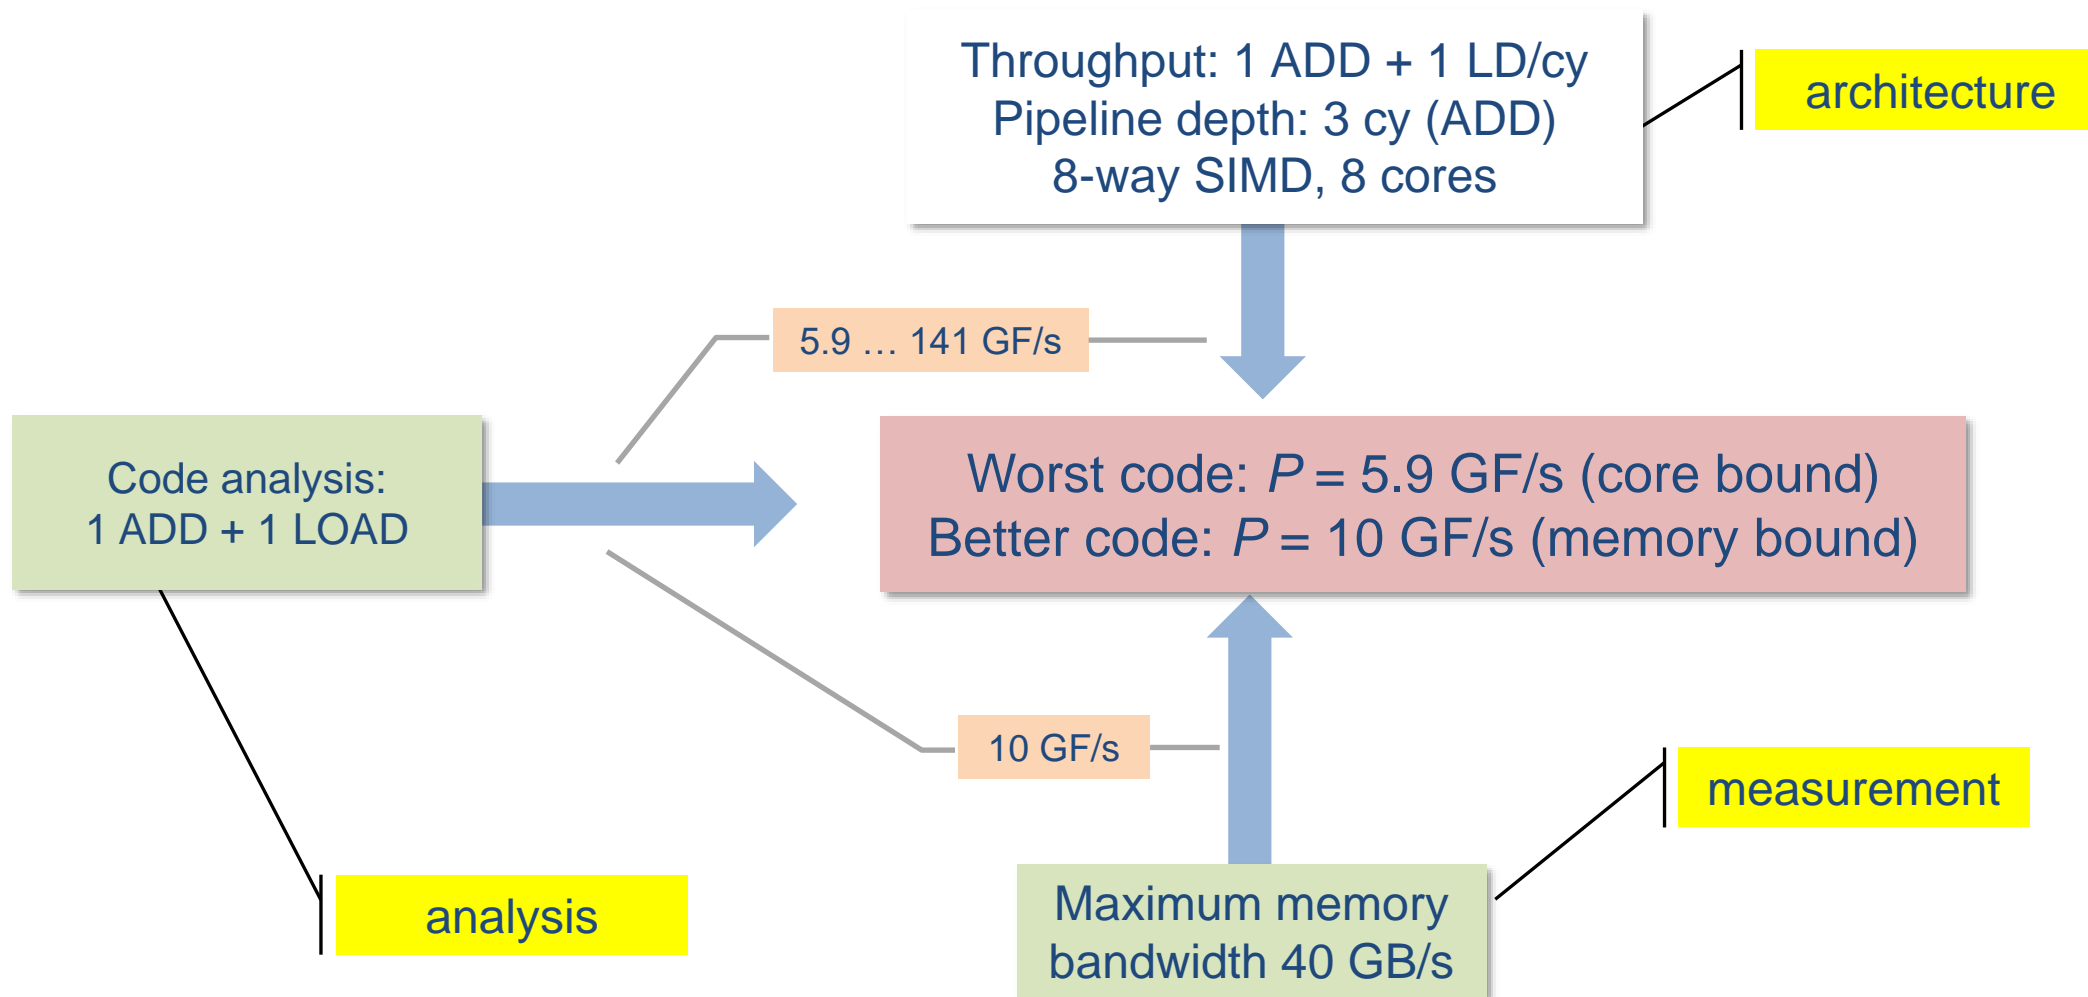 Throughput: 1 ADD + 1 LD/cy
Pipeline depth: 3 cy (ADD)
8-way SIMD, 8 cores
architecture
5.9 … 141 GF/s
Code analysis:
1 ADD + 1 LOAD
Worst code: P = 5.9 GF/s (core bound)
Better code: P = 10 GF/s (memory bound)
10 GF/s
measurement
analysis
Maximum memory
bandwidth 40 GB/s